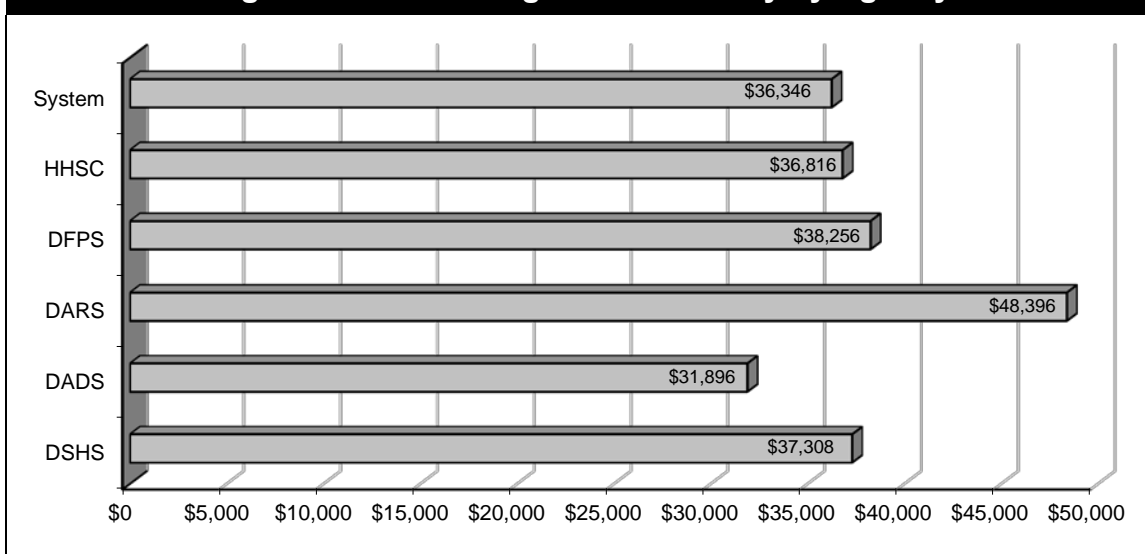 System $36,346
HHSC $36,816
DFPS $38,256
DARS $48,396
DADS $31,896
DSHS $37,308
$0 $5,000 $10,000 $15,000 $20,000 $25,000 $30,000 $35,000 $40,000 $45,000 $50,000